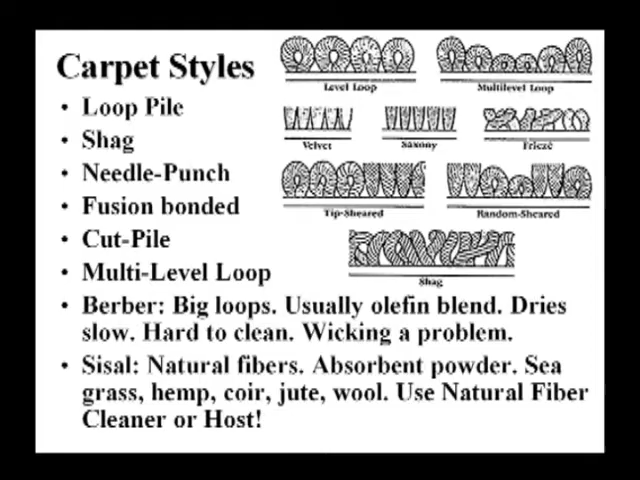 Carpet Styles
• Loop Pile
• Shag
• Needle-Punch
• Fusion bonded
• Cut-Pile
• Multi-Level Loop
• Berber: Big loops. Usually olefin blend. Dries
slow. Hard to clean. Wicking a problem.
• Sisal: Natural fibers. Absorbent powder. Sea
grass, hemp, coir, jute, wool. Use Natural Fiber
Cleaner or Host!
Level Loop
Multilevel Loop
Velvet
Saxony
Friezé
Tip-Sheared
Random-Sheared
Shag